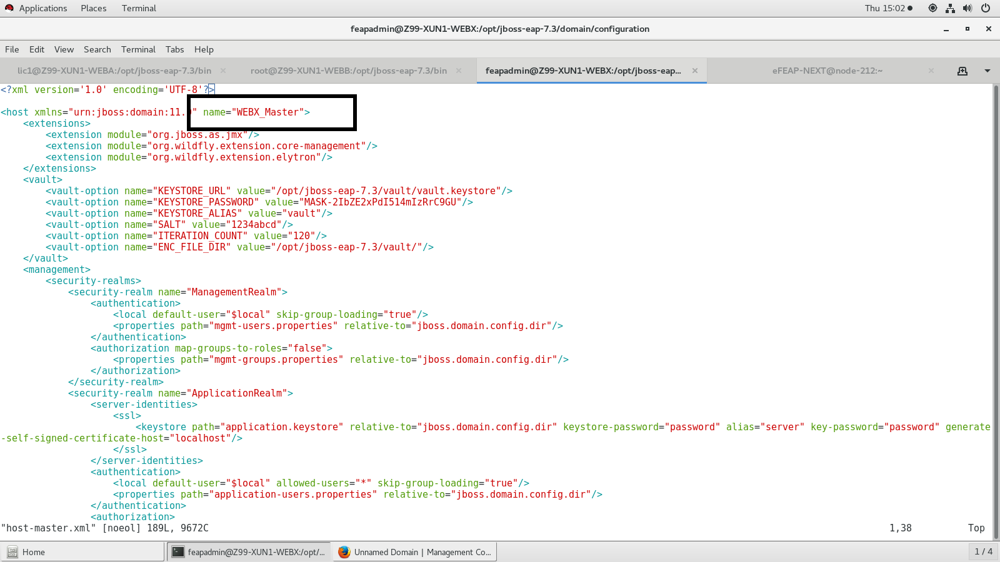 Applications Places Terminal Thu 15:02
feapadmin@Z99-XUN1-WEBX:/opt/jboss-eap-7.3/domain/configuration
File Edit View Search Terminal Tabs Help
lic1@Z99-XUN1-WEBA:/opt/jboss-eap-7.3/bin root@Z99-XUN1-WEBB:/opt/jboss-eap-7.3/bin feapadmin@Z99-XUN1-WEBX:/opt/jboss-eap... eFEAP-NEXT@node-212:~
<?xml version='1.0' encoding='UTF-8'?>
<host xmlns="urn:jboss:domain:11." name="WEBX_Master">
<extensions>
<extension module="org.jboss.as.jmx"/>
<extension module="org.wildfly.extension.core-management"/>
<extension module="org.wildfly.extension.elytron"/>
</extensions>
<vault>
<vault-option name="KEYSTORE_URL" value="/opt/jboss-eap-7.3/vault/vault.keystore"/>
<vault-option name="KEYSTORE_PASSWORD" value="MASK-2IbZE2xPdI514mIzRrC9GU"/>
<vault-option name="KEYSTORE_ALIAS" value="vault"/>
<vault-option name="SALT" value="1234abcd"/>
<vault-option name="ITERATION_COUNT" value="120"/>
<vault-option name="ENC_FILE_DIR" value="/opt/jboss-eap-7.3/vault/"/>
</vault>
<management>
<security-realms>
<security-realm name="ManagementRealm">
<authentication>
<local default-user="$local" skip-group-loading="true"/>
<properties path="mgmt-users.properties" relative-to="jboss.domain.config.dir"/>
</authentication>
<authorization map-groups-to-roles="false">
<properties path="mgmt-groups.properties" relative-to="jboss.domain.config.dir"/>
</authorization>
</security-realm>
<security-realm name="ApplicationRealm">
<server-identities>
<ssl>
<keystore path="application.keystore" relative-to="jboss.domain.config.dir" keystore-password="password" alias="server" key-password="password" generate
-self-signed-certificate-host="localhost"/>
</ssl>
</server-identities>
<authentication>
<local default-user="$local" allowed-users="*" skip-group-loading="true"/>
<properties path="application-users.properties" relative-to="jboss.domain.config.dir"/>
</authentication>
<authorization>
"host-master.xml" [noeol] 189L, 9672C 1,38 Top
Home feapadmin@Z99-XUN1-WEBX:/opt/... Unnamed Domain | Management Co... 1 / 4